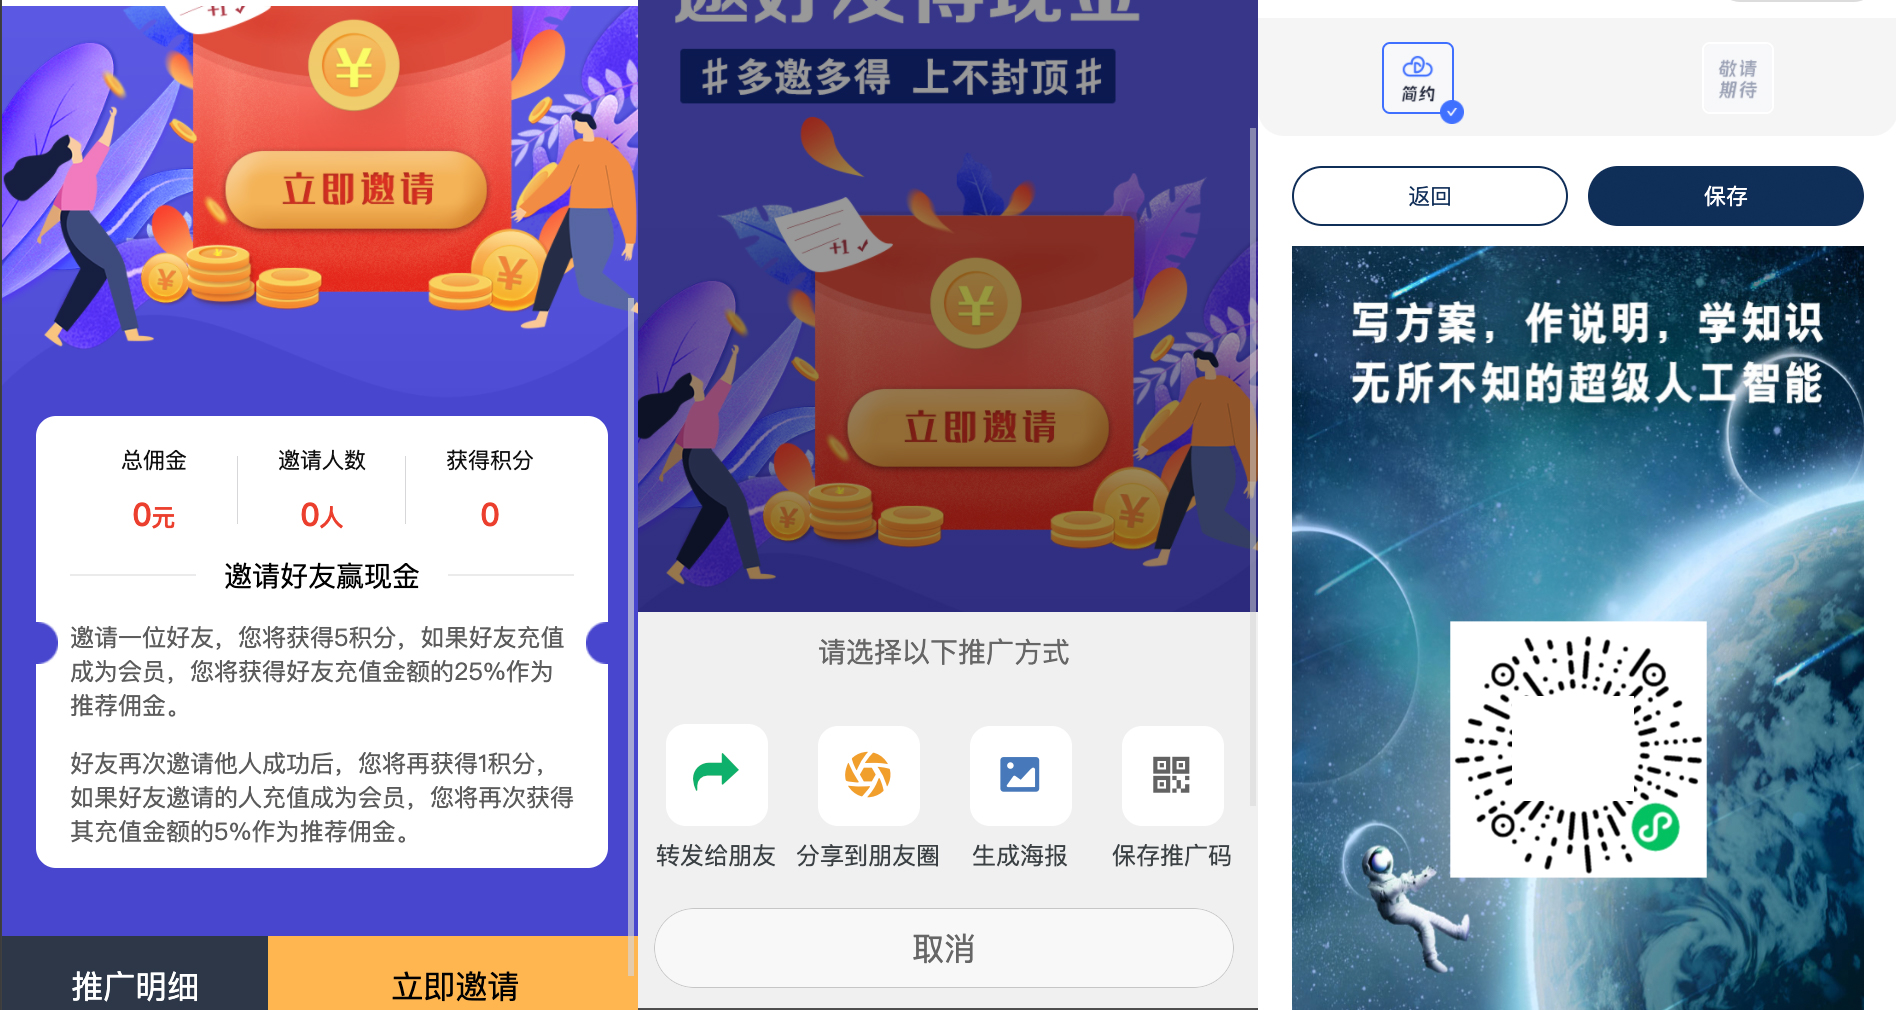 +1
¥
立即邀请
¥
¥
总佣金
邀请人数
获得积分
0元
0人
0
邀请好友赢现金
邀请一位好友，您将获得5积分，如果好友充值
成为会员，您将获得好友充值金额的25%作为
推荐佣金。
好友再次邀请他人成功后，您将再获得1积分，
如果好友邀请的人充值成为会员，您将再次获得
其充值金额的5%作为推荐佣金。
推广明细
立即邀请
邀好友得现金
#多邀多得 上不封顶#
+1
¥
立即邀请
¥
¥
请选择以下推广方式
转发给朋友
分享到朋友圈
生成海报
保存推广码
取消
简约
敬请
期待
返回
保存
写方案，作说明，学知识
无所不知的超级人工智能